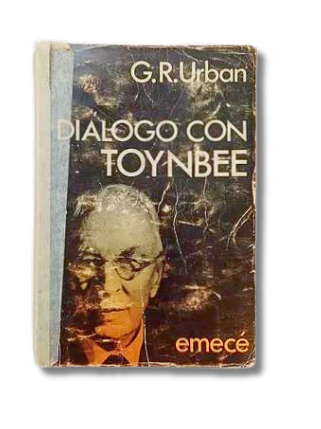 G.R.Urban
DIALOGO CON
TOYNBEE
emecé